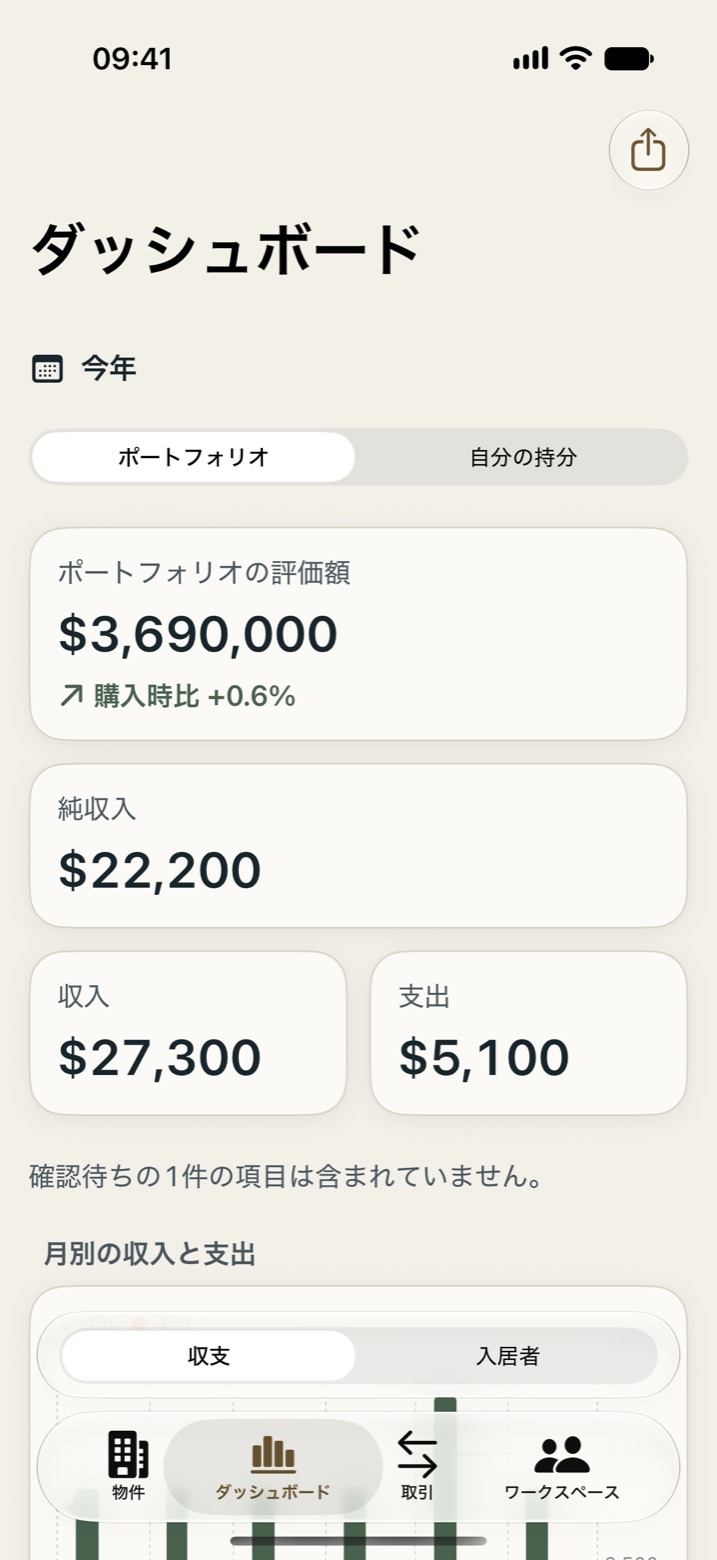 09:41
ダッシュボード
今年
ポートフォリオ 自分の持分
ポートフォリオの評価額
$3,690,000
購入時比 +0.6%
純収入
$22,200
収入 支出
$27,300 $5,100
確認待ちの1件の項目は含まれていません。
月別の収入と支出
収支 入居者
物件 ダッシュボード 取引 ワークスペース